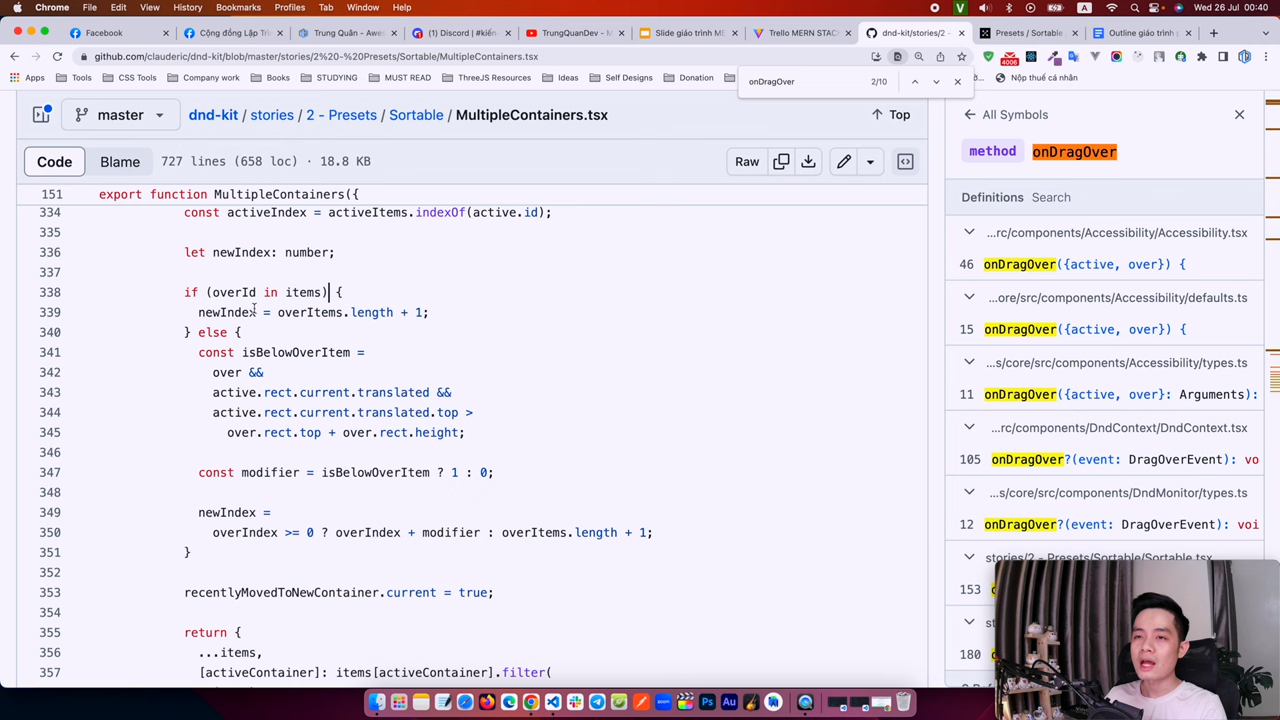 Chrome File Edit View History Bookmarks Profiles Tab Window Help
V A Wed 26 Jul 00:40
Facebook
Cộng đồng Lập Tr
Trung Quân - Awes
(1) Discord | #kiến-
TrungQuanDev - M
Slide giáo trình ME
Trello MERN STAC
dnd-kit/stories/2 -
Presets / Sortable
Outline giáo trình
github.com/clauderic/dnd-kit/blob/master/stories/2%20-%20Presets/Sortable/MultipleContainers.tsx
4006
Apps Tools CSS Tools Company work Books STUDYING MUST READ ThreeJS Resources Ideas Self Designs Donation
Nộp thuế cá nhân
onDragOver 2/10
master
dnd-kit / stories / 2 - Presets / Sortable / MultipleContainers.tsx
Top
Code Blame 727 lines (658 loc) · 18.8 KB
Raw
151 export function MultipleContainers({
334 const activeIndex = activeItems.indexOf(active.id);
335
336 let newIndex: number;
337
338 if (overId in items) {
339 newIndex = overItems.length + 1;
340 } else {
341 const isBelowOverItem =
342 over &&
343 active.rect.current.translated &&
344 active.rect.current.translated.top >
345 over.rect.top + over.rect.height;
346
347 const modifier = isBelowOverItem ? 1 : 0;
348
349 newIndex =
350 overIndex >= 0 ? overIndex + modifier : overItems.length + 1;
351 }
352
353 recentlyMovedToNewContainer.current = true;
354
355 return {
356 ...items,
357 [activeContainer]: items[activeContainer].filter(
All Symbols
method onDragOver
Definitions Search
...rc/components/Accessibility/Accessibility.tsx
46 onDragOver({active, over}) {
...ore/src/components/Accessibility/defaults.ts
15 onDragOver({active, over}) {
...s/core/src/components/Accessibility/types.ts
11 onDragOver({active, over}: Arguments):
...rc/components/DndContext/DndContext.tsx
105 onDragOver?(event: DragOverEvent): vo
...s/core/src/components/DndMonitor/types.ts
12 onDragOver?(event: DragOverEvent): voi
stories/2 - Presets/Sortable/Sortable.tsx
153
180